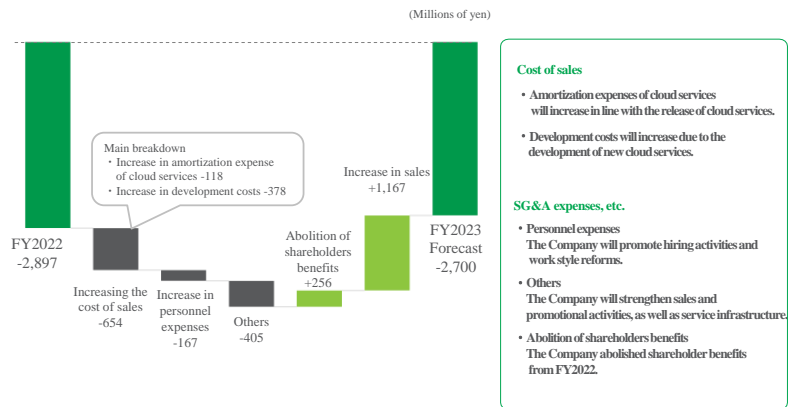 (Millions of yen)
Main breakdown
・Increase in amortization expense
of cloud services -118
・Increase in development costs -378
FY2022
-2,897
Increasing the
cost of sales
-654
Increase in
personnel
expenses
-167
Others
-405
Abolition of
shareholders
benefits
+256
Increase in sales
+1,167
FY2023
Forecast
-2,700
Cost of sales
・Amortization expenses of cloud services
will increase in line with the release of cloud services.
・Development costs will increase due to the
development of new cloud services.
SG&A expenses, etc.
・Personnel expenses
The Company will promote hiring activities and
work style reforms.
・Others
The Company will strengthen sales and
promotional activities, as well as service infrastructure.
・Abolition of shareholders benefits
The Company abolished shareholder benefits
from FY2022.